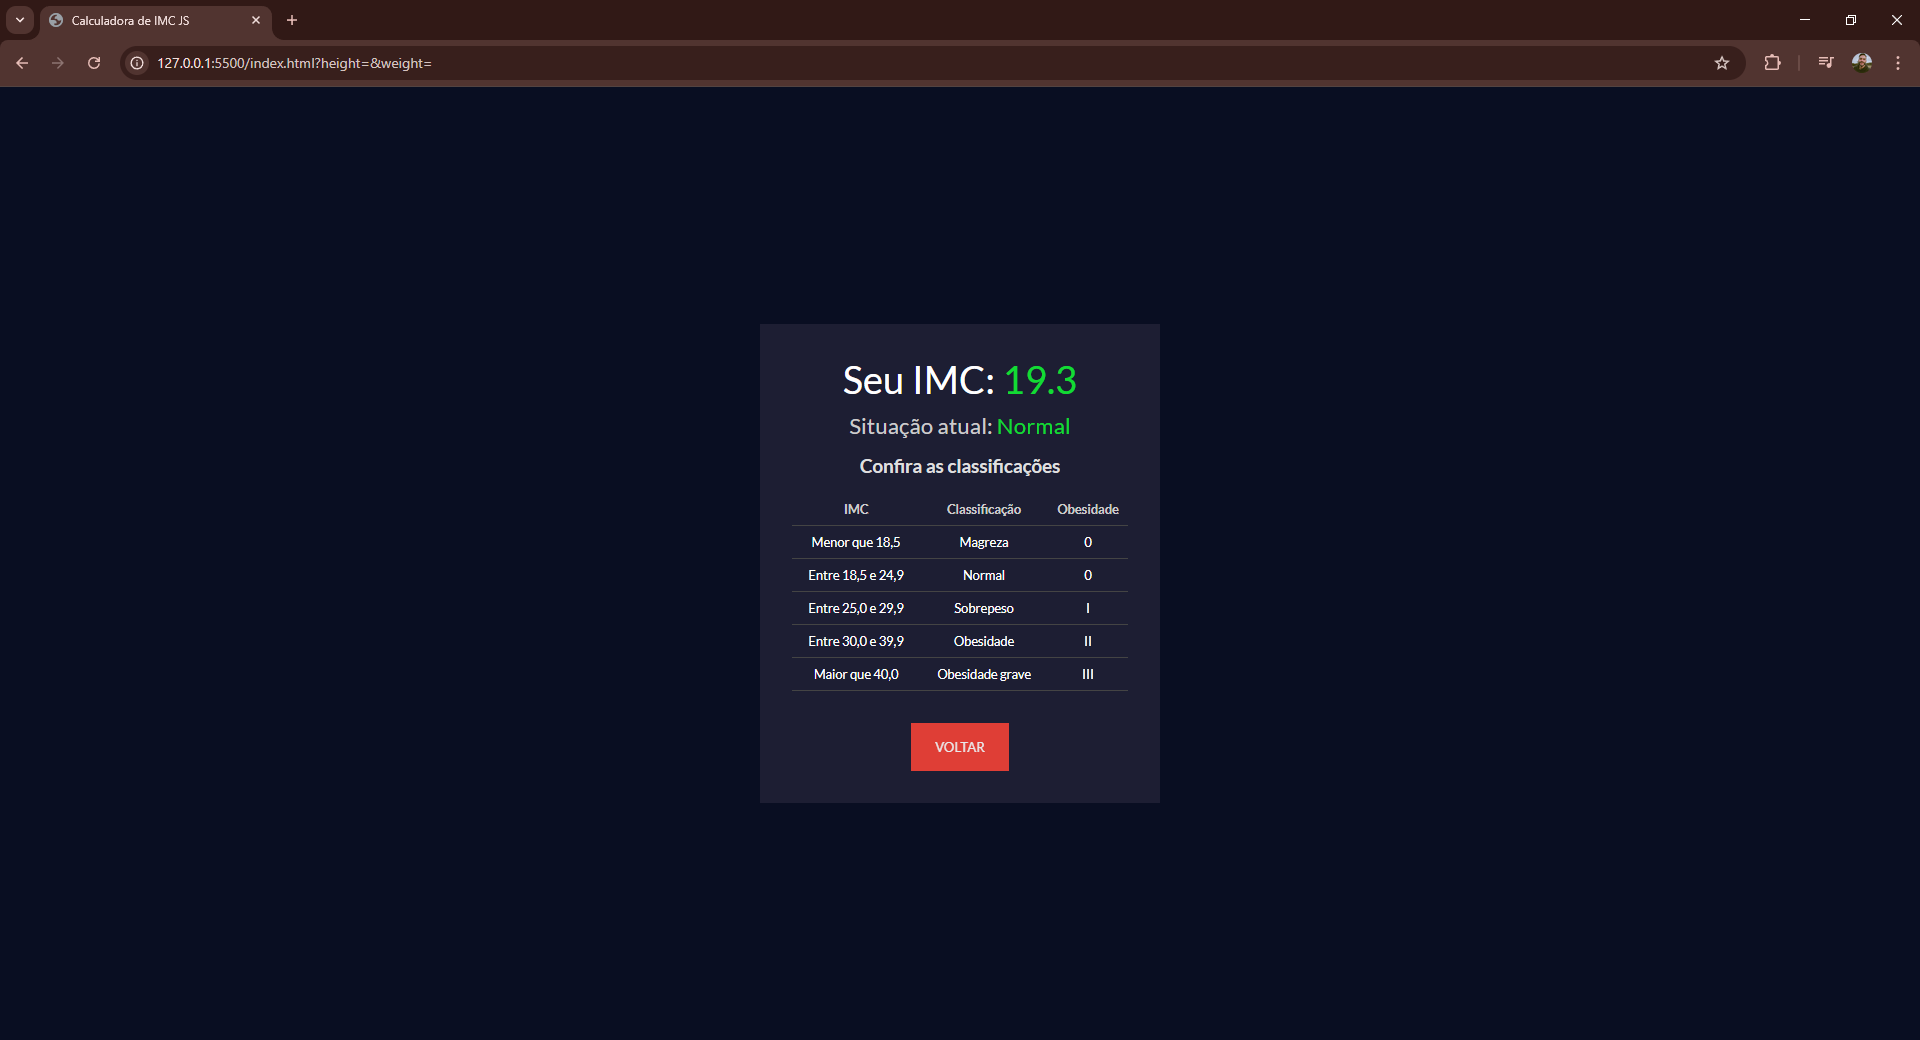 Calculadora de IMC JS
127.0.0.1:5500/index.html?height=&weight=
Seu IMC: 19.3
Situação atual: Normal
Confira as classificações
IMC Classificação Obesidade
Menor que 18,5 Magreza 0
Entre 18,5 e 24,9 Normal 0
Entre 25,0 e 29,9 Sobrepeso I
Entre 30,0 e 39,9 Obesidade II
Maior que 40,0 Obesidade grave III
VOLTAR